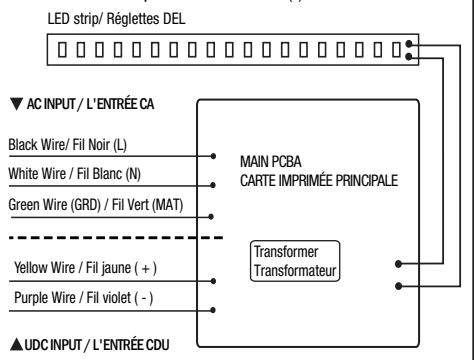 LED strip/ Réglettes DEL
▼ AC INPUT / L'ENTRÉE CA
Black Wire/ Fil Noir (L)
White Wire / Fil Blanc (N)
Green Wire (GRD) / Fil Vert (MAT)
MAIN PCBA
CARTE IMPRIMÉE PRINCIPALE
Transformer
Transformateur
Yellow Wire / Fil jaune ( + )
Purple Wire / Fil violet ( - )
▲UDC INPUT / L'ENTRÉE CDU